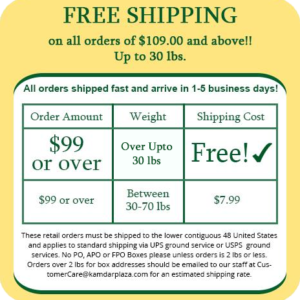 FREE SHIPPING
on all orders of $109.00 and above!!
Up to 30 lbs.
All orders shipped fast and arrive in 1-5 business days!
Order Amount Weight Shipping Cost
$99 or over Over Upto 30 lbs Free!✓
$99 or over Between 30-70 lbs $7.99
These retail orders must be shipped to the lower contiguous 48 United States
and applies to standard shipping via UPS ground service or USPS ground
services. No PO, APO or FPO Boxes please unless orders is 2 lbs or less.
Orders over 2 lbs for box addresses should be emailed to our staff at Cus-
tomerCare@kamdarplaza.com for an estimated shipping rate.